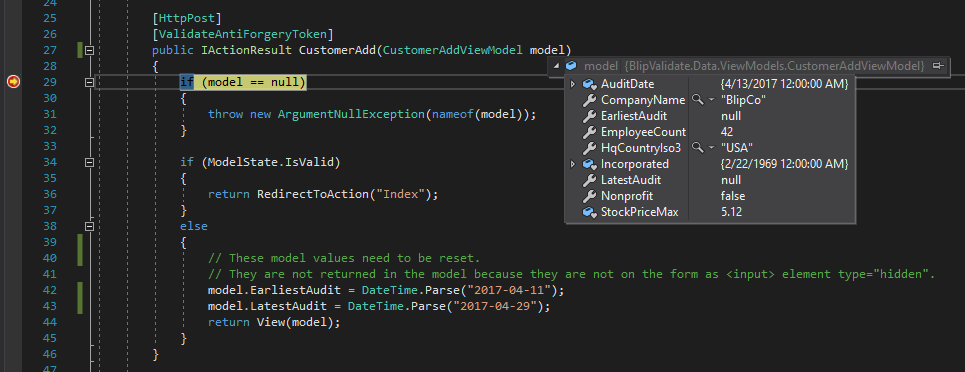 24
25 [HttpPost]
26 [ValidateAntiForgeryToken]
27 public IActionResult CustomerAdd(CustomerAddViewModel model)
28 {
model {BlipValidate.Data.ViewModels.CustomerAddViewModel}
29 if (model == null)
AuditDate {4/13/2017 12:00:00 AM}
30 {
CompanyName "BlipCo"
31 throw new ArgumentNullException(nameof(model));
EarliestAudit null
32 }
EmployeeCount 42
33
HqCountryIso3 "USA"
34 if (ModelState.IsValid)
Incorporated {2/22/1969 12:00:00 AM}
35 {
LatestAudit null
36 return RedirectToAction("Index");
Nonprofit false
37 }
StockPriceMax 5.12
38 else
39 {
40 // These model values need to be reset.
41 // They are not returned in the model because they are not on the form as <input> element type="hidden".
42 model.EarliestAudit = DateTime.Parse("2017-04-11");
43 model.LatestAudit = DateTime.Parse("2017-04-29");
44 return View(model);
45 }
46 }
47